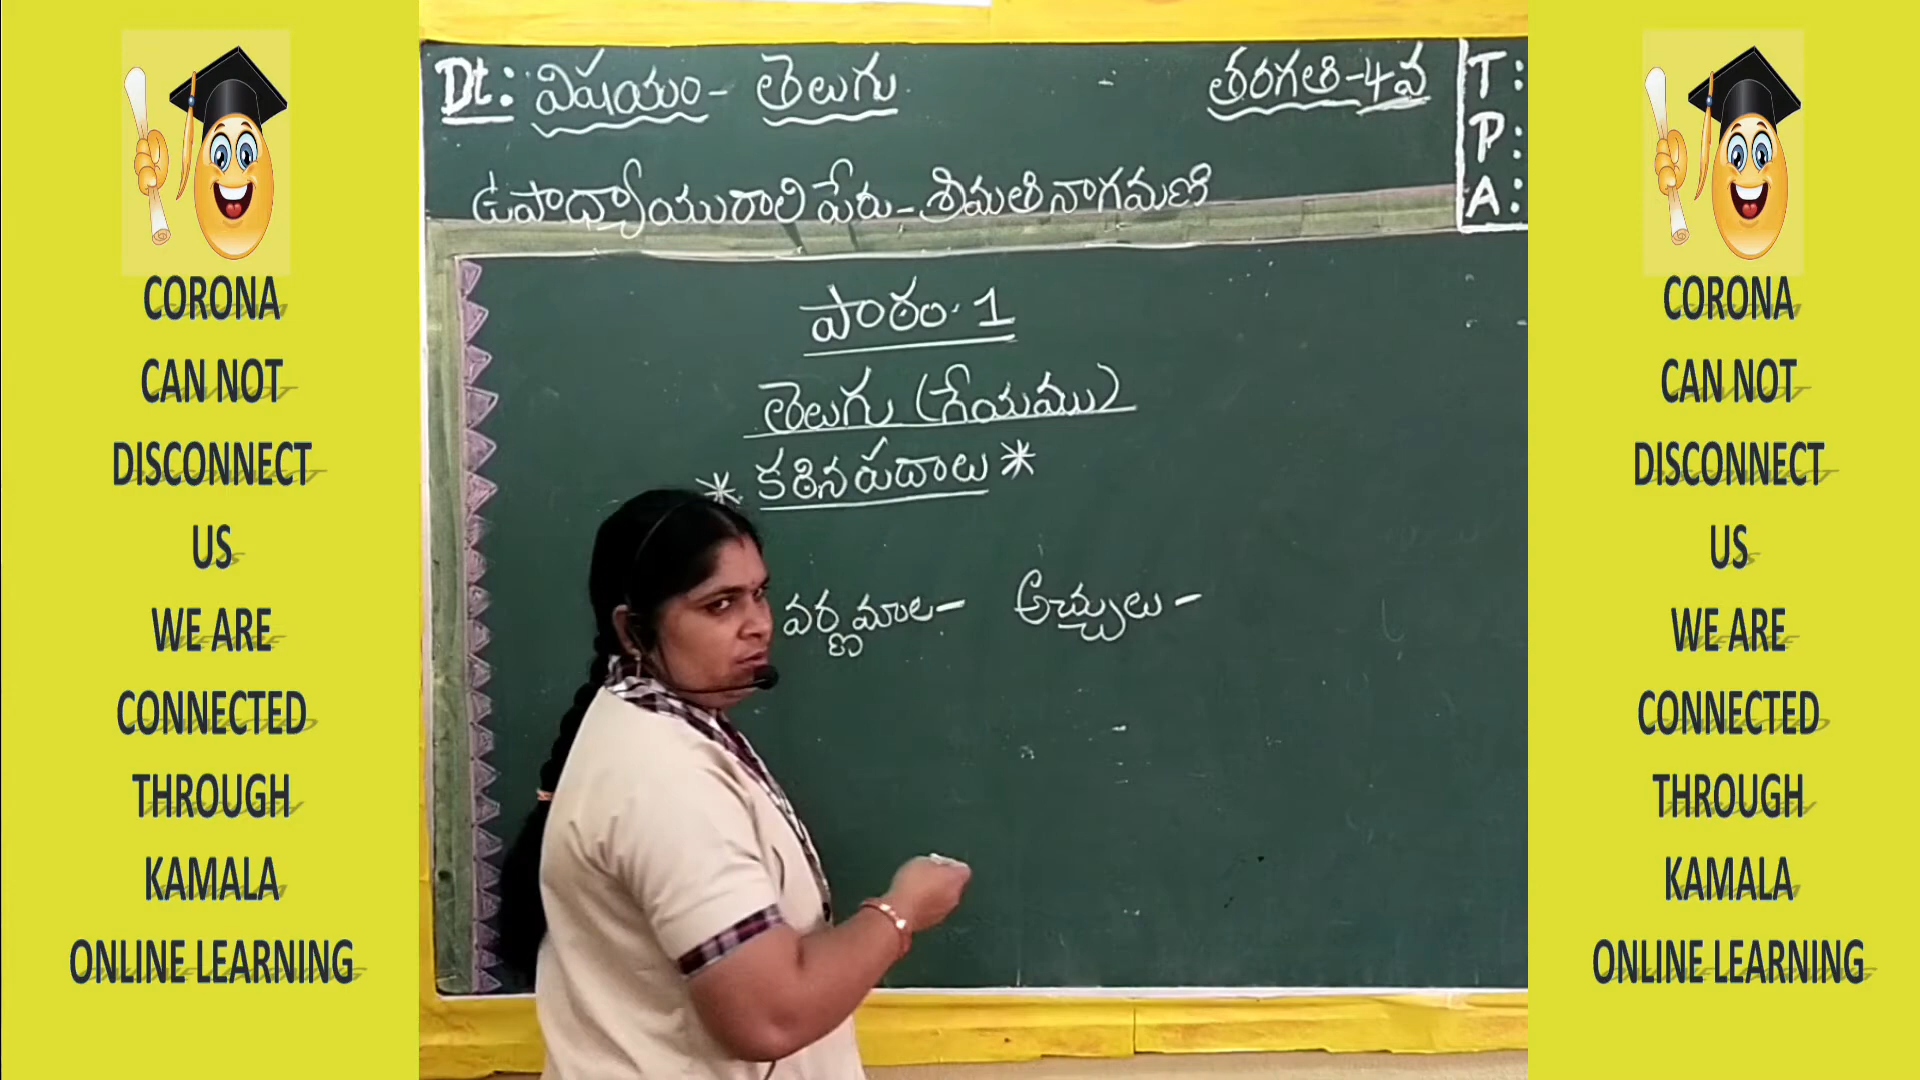 CORONA
CAN NOT
DISCONNECT
US
WE ARE
CONNECTED
THROUGH
KAMALA
ONLINE LEARNING
Dt: విషయం- తెలుగు తరగతి-4వ
ఉపాధ్యాయురాలి పేరు- శ్రీమతి నాగమణి
T:
P:
A:
పాఠం-1
తెలుగు (గేయము)
* కఠిన పదాలు *
వర్ణమాల- అచ్చులు-
CORONA
CAN NOT
DISCONNECT
US
WE ARE
CONNECTED
THROUGH
KAMALA
ONLINE LEARNING